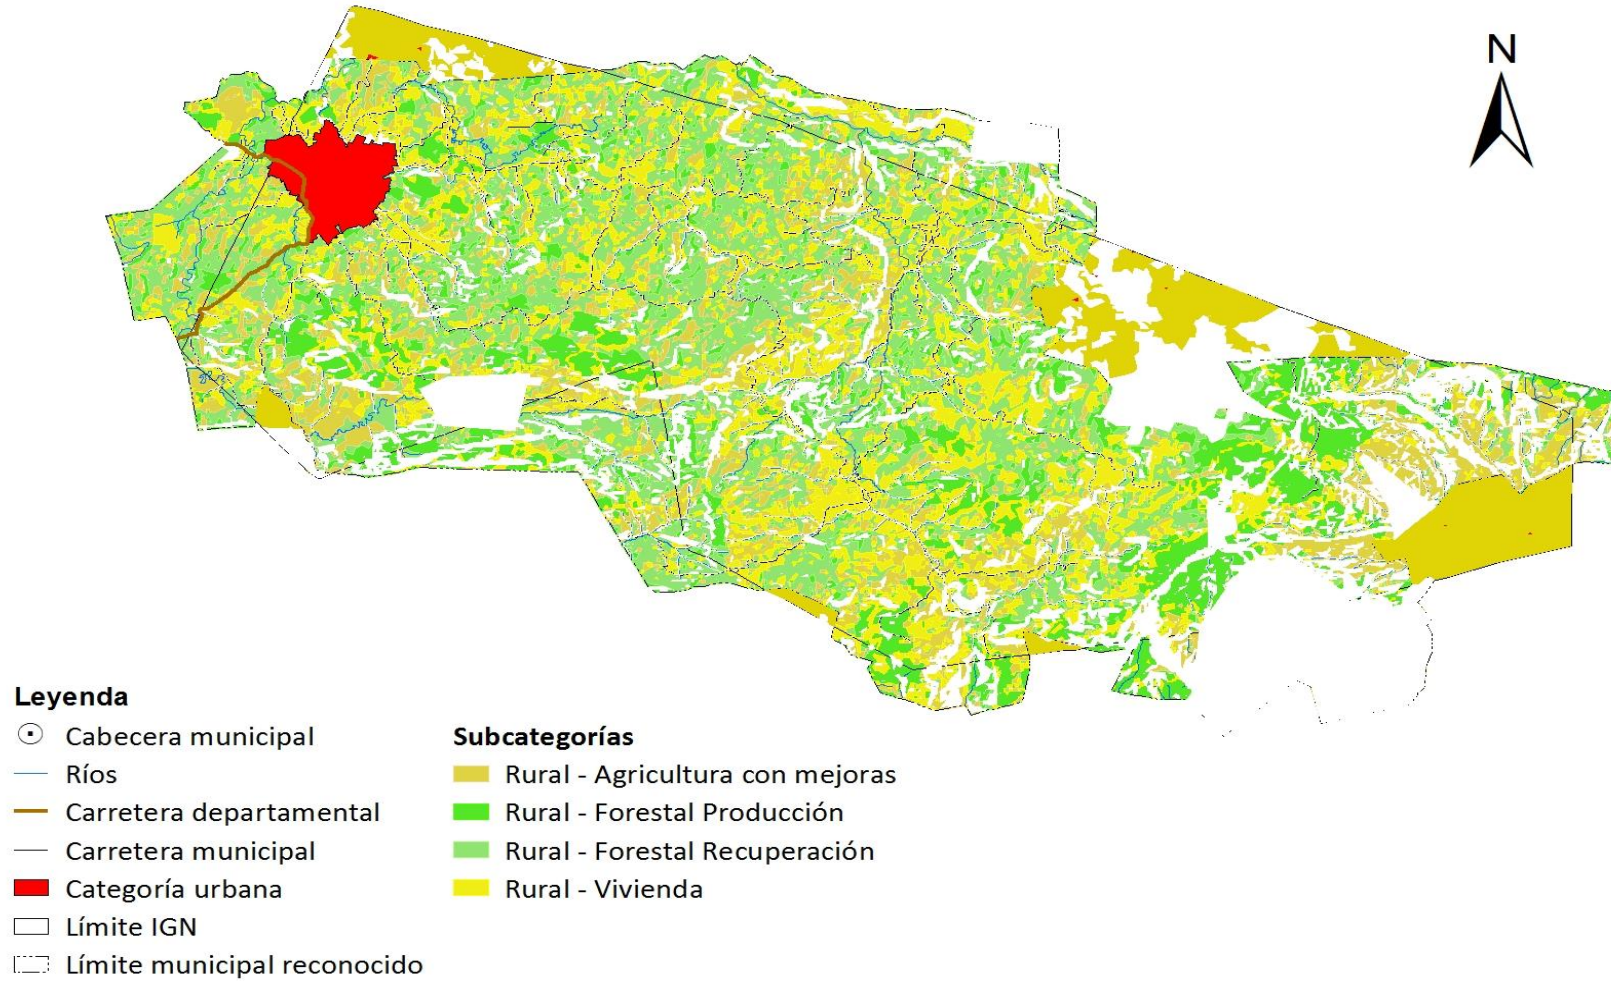 N
Leyenda
Cabecera municipal
Ríos
Carretera departamental
Carretera municipal
Categoría urbana
Límite IGN
Límite municipal reconocido
Subcategorías
Rural - Agricultura con mejoras
Rural - Forestal Producción
Rural - Forestal Recuperación
Rural - Vivienda